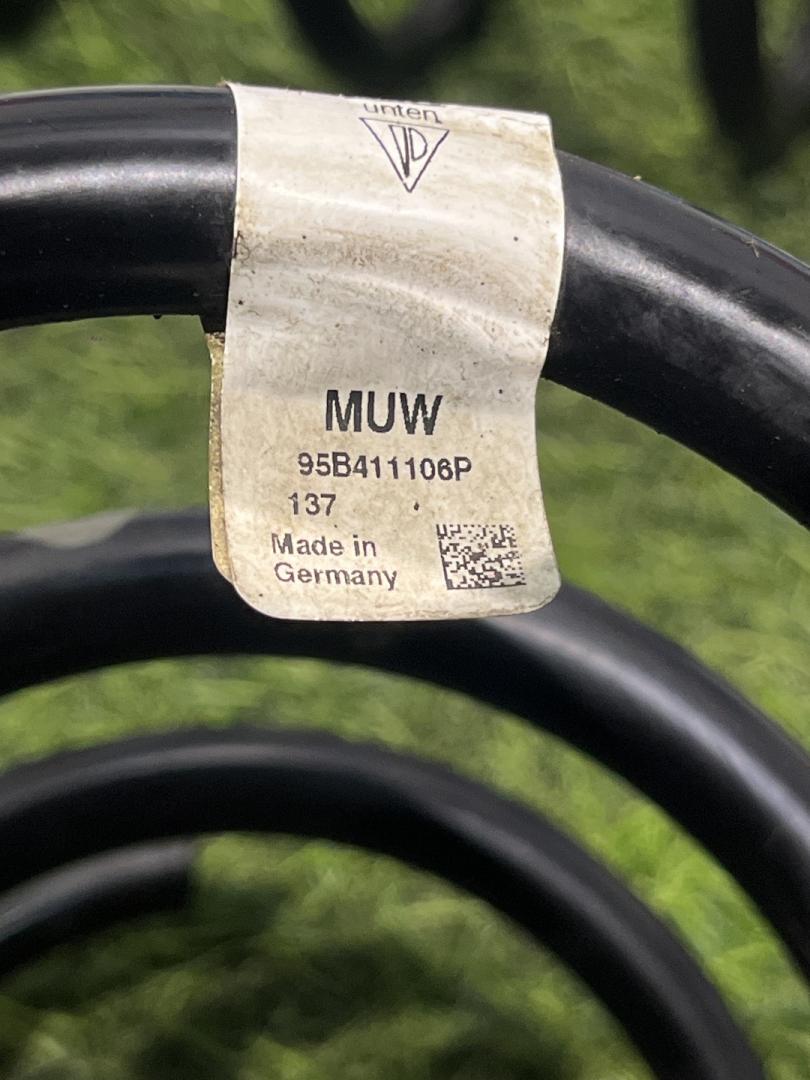 unten
MUW
95B411106P
137
Made in
Germany